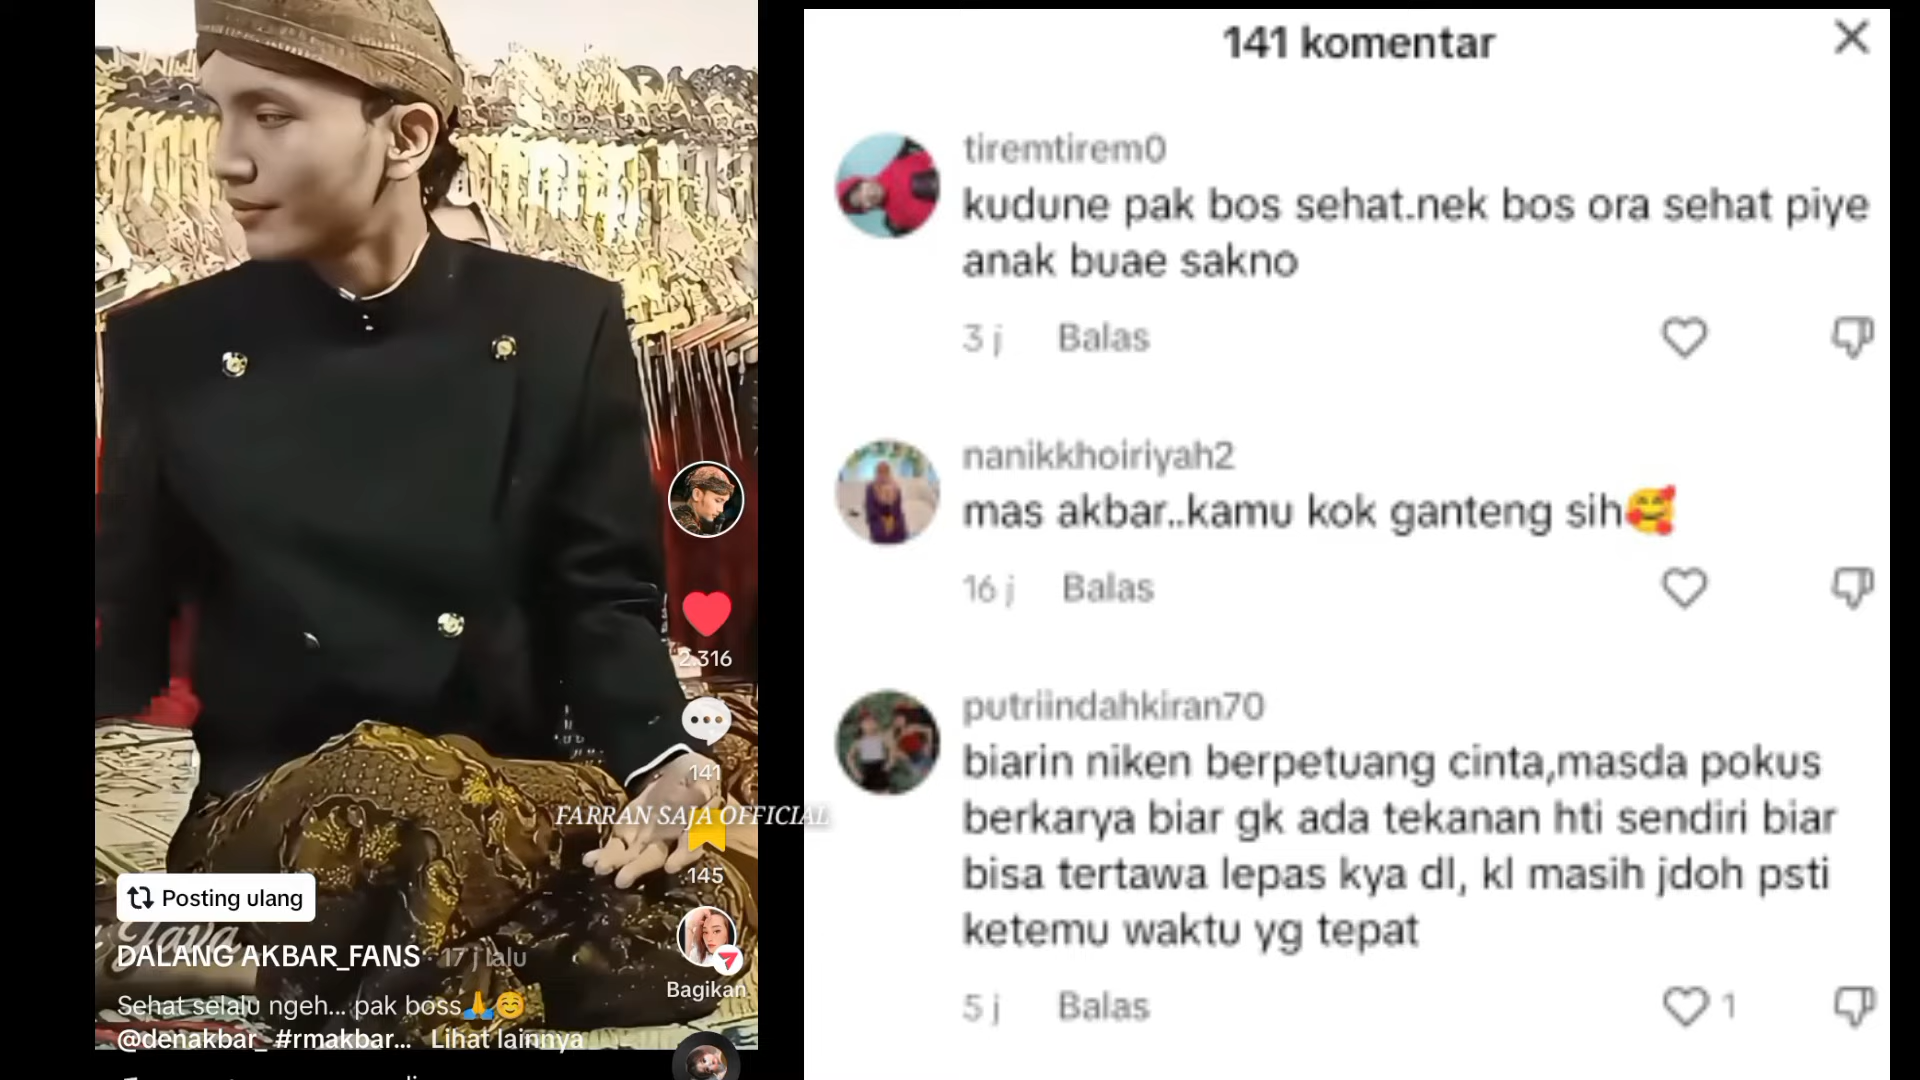 2.316
141
FARRAN SAJA OFFICIAL
145
Posting ulang
Java
DALANG AKBAR_FANS · 17 j lalu
Bagikan
Sehat selalu ngeh... pak boss🙏☺️
@denakbar_ #rmakbar... Lihat lainnya
141 komentar
tiremtirem0
kudune pak bos sehat.nek bos ora sehat piye
anak buae sakno
3 j Balas
nanikkhoiriyah2
mas akbar..kamu kok ganteng sih🥰
16 j Balas
putriindahkiran70
biarin niken berpetuang cinta,masda pokus
berkarya biar gk ada tekanan hti sendiri biar
bisa tertawa lepas kya dl, kl masih jdoh psti
ketemu waktu yg tepat
5 j Balas 1